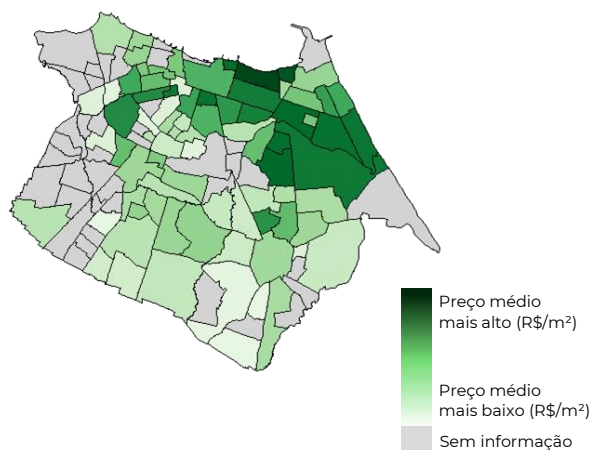 Preço médio
mais alto (R$/m²)
Preço médio
mais baixo (R$/m²)
Sem informação